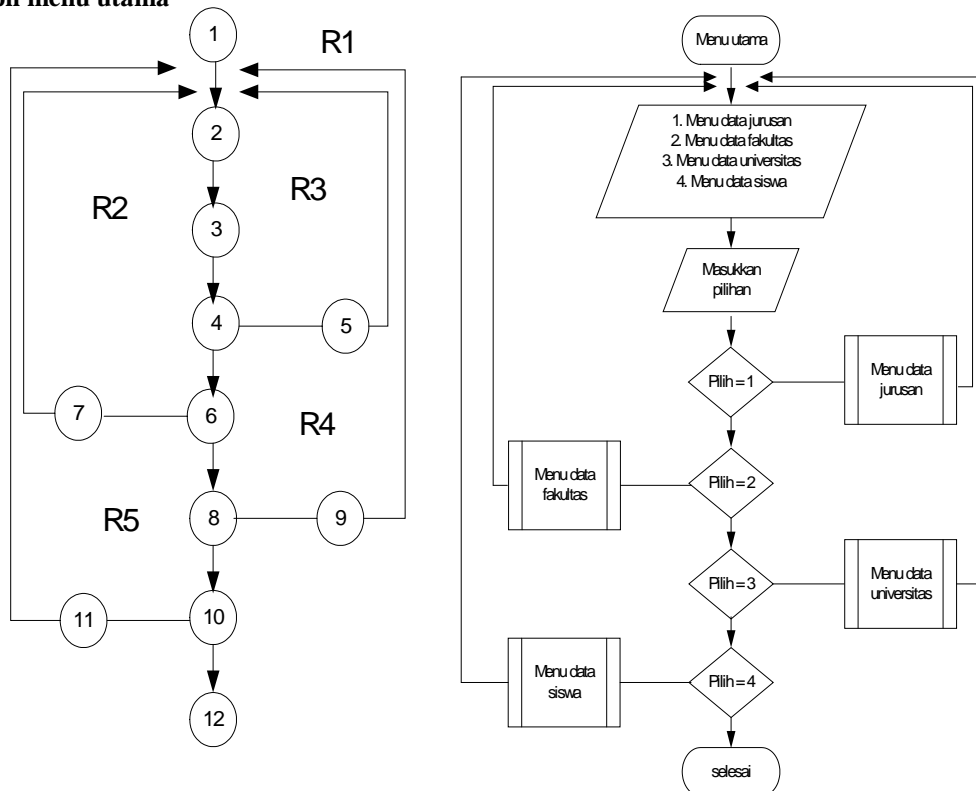 menu utama
1
R1
2
R3
R2
3
4
5
7
6
R4
R5
8
9
11
10
12
Menu utama
1. Menu data jurusan
2. Menu data fakultas
3. Menu data universitas
4. Menu data siswa
Masukkan
pilihan
Pilih = 1
Menu data
jurusan
Menu data
fakultas
Pilih = 2
Pilih = 3
Menu data
universitas
Menu data
siswa
Pilih = 4
selesai